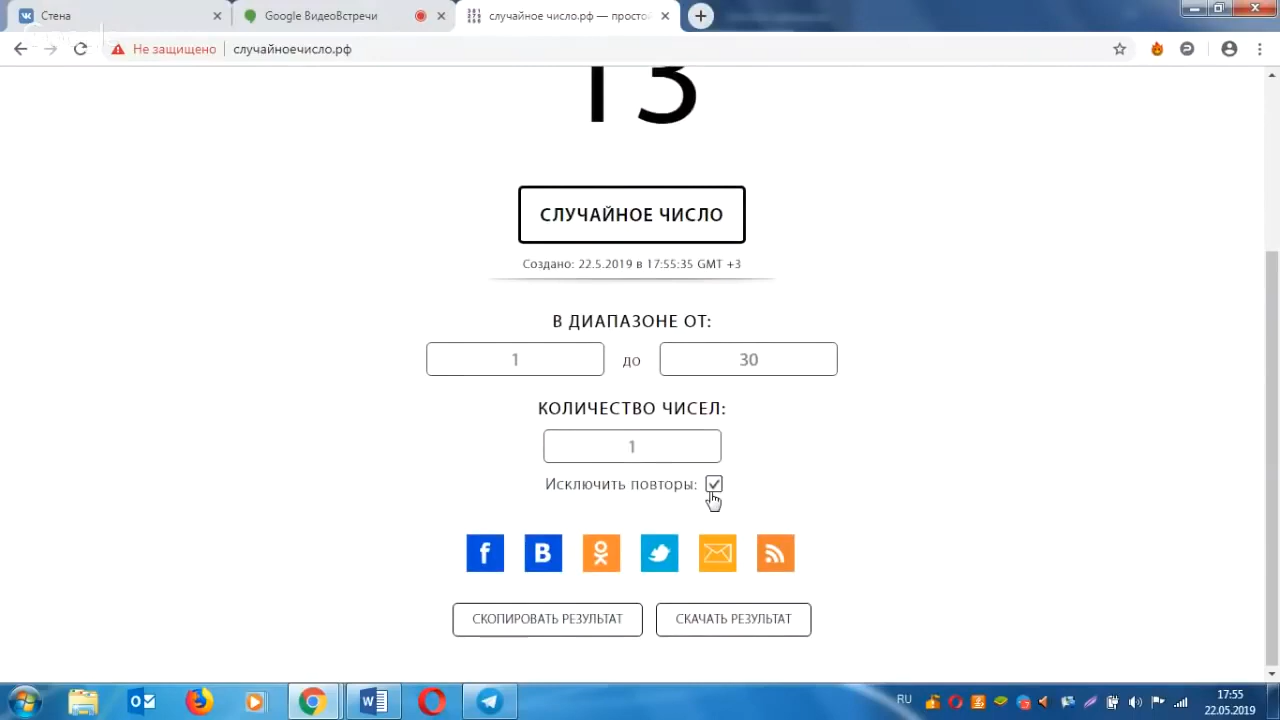 Стена
Google ВидеоВстречи
случайное число.рф — просто
Не защищено
случайноечисло.рф
13
СЛУЧАЙНОЕ ЧИСЛО
Создано: 22.5.2019 в 17:55:35 GMT +3
В ДИАПАЗОНЕ ОТ:
1 до 30
КОЛИЧЕСТВО ЧИСЕЛ:
1
Исключить повторы:
СКОПИРОВАТЬ РЕЗУЛЬТАТ
СКАЧАТЬ РЕЗУЛЬТАТ
RU
17:55
22.05.2019